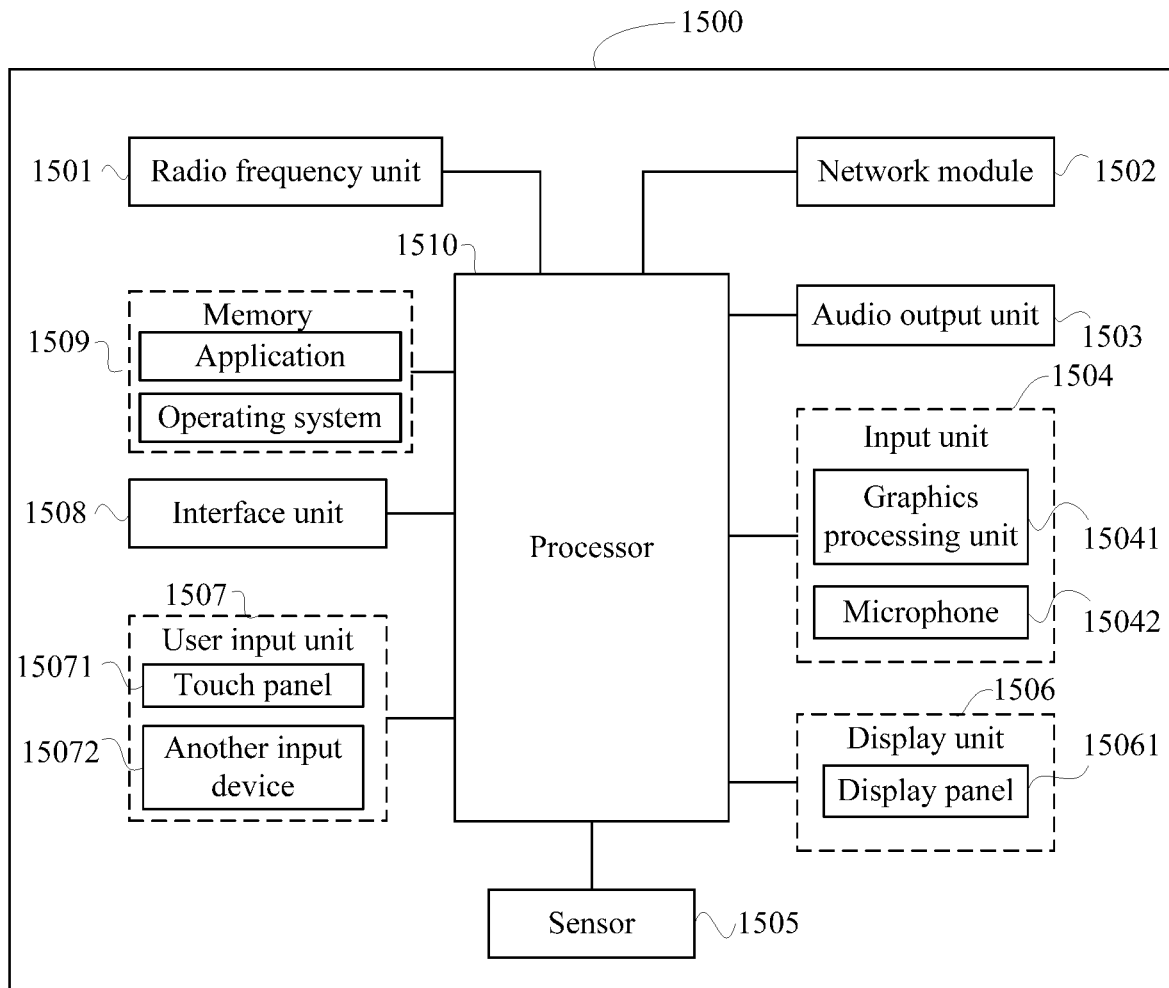 1500
1501
Radio frequency unit
Network module
1502
1510
Memory
1509
Application
Operating system
Audio output unit
1503
1504
Input unit
Graphics
processing unit
15041
Microphone
15042
1508
Interface unit
Processor
1507
User input unit
15071
Touch panel
15072
Another input
device
1506
Display unit
15061
Display panel
Sensor
1505